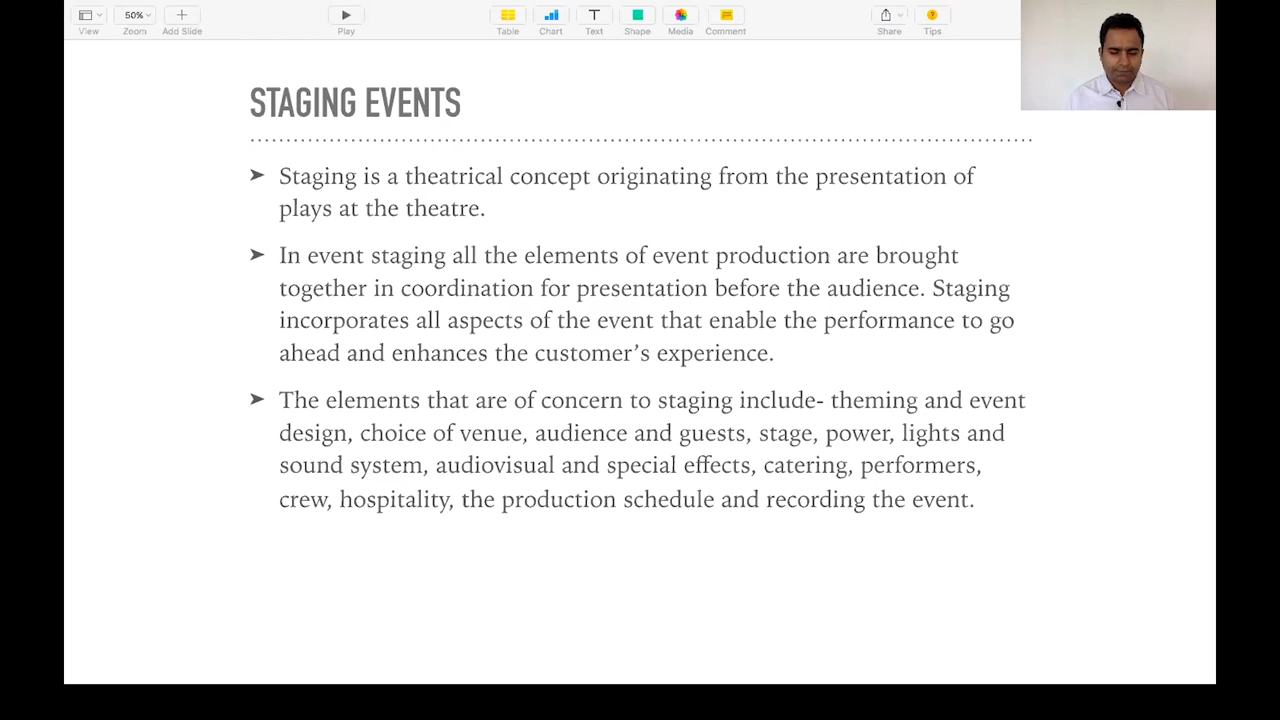 50%
View
Zoom
Add Slide
Play
Table
Chart
Text
Shape
Media
Comment
Share
Tips
STAGING EVENTS
➤ Staging is a theatrical concept originating from the presentation of
plays at the theatre.
➤ In event staging all the elements of event production are brought
together in coordination for presentation before the audience. Staging
incorporates all aspects of the event that enable the performance to go
ahead and enhances the customer’s experience.
➤ The elements that are of concern to staging include- theming and event
design, choice of venue, audience and guests, stage, power, lights and
sound system, audiovisual and special effects, catering, performers,
crew, hospitality, the production schedule and recording the event.